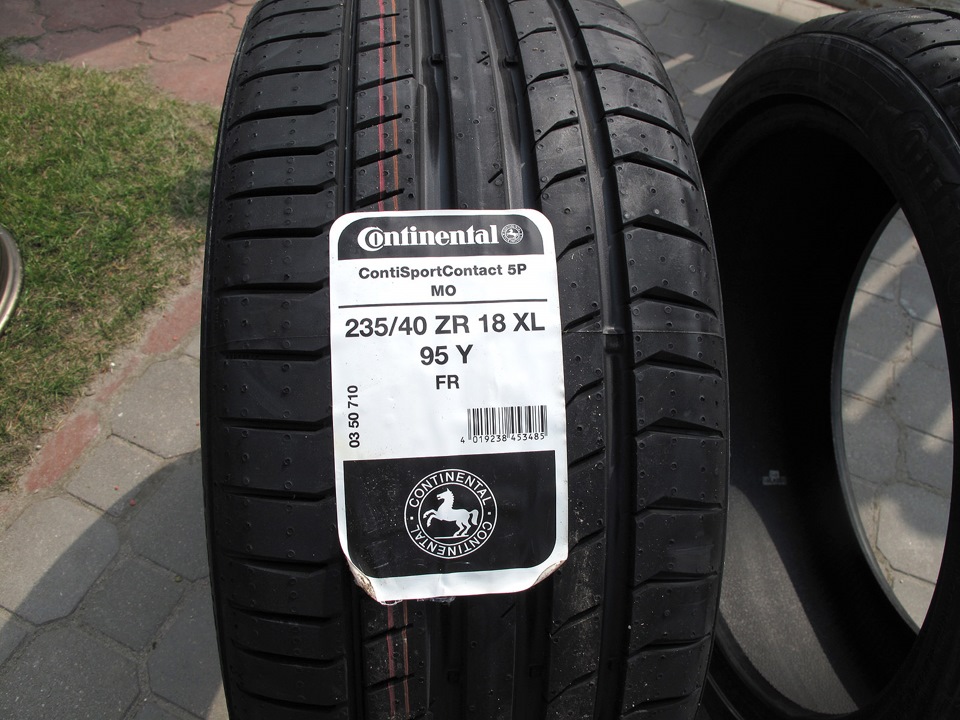 Continental
ContiSportContact 5P
MO
235/40 ZR 18 XL
95 Y
FR
03 50 710
4 019238 453485
CONTINENTAL
CONTINENTAL